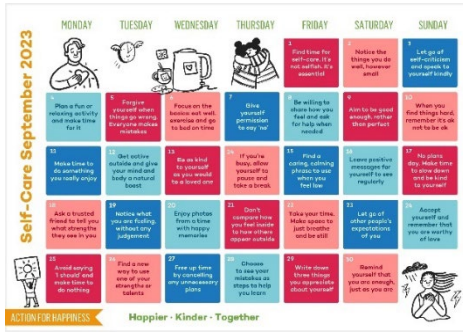 Self-Care September 2023
MONDAY TUESDAY WEDNESDAY THURSDAY FRIDAY SATURDAY SUNDAY
1
Find time for
self-care. It's
not selfish, it's
essential
2
Notice the
things you do
well, however
small
3
Let go of
self-criticism
and speak to
yourself kindly
4
Plan a fun or
relaxing activity
and make time
for it
5
Forgive
yourself when
things go wrong.
Everyone makes
mistakes
6
Focus on the
basics: eat well,
exercise and go
to bed on time
7
Give
yourself
permission
to say 'no'
8
Be willing to
share how you
feel and ask
for help
when needed
9
Aim to be good
enough, rather
than perfect
10
When you
find things hard,
remember it's ok
not to be ok
11
Make time to
do something
you really enjoy
12
Get active
outside and give
your mind and
body a natural
boost
13
Be as kind
to yourself
as you would
to a loved one
14
If you're
busy, allow
yourself to
pause and
take a break
15
Find a
caring, calming
phrase to use
when you
feel low
16
Leave positive
messages for
yourself to
see regularly
17
No plans
day. Make time
to slow down
and be kind
to yourself
18
Ask a trusted
friend to tell you
what strengths
they see in you
19
Notice what
you are feeling,
without any
judgement
20
Enjoy photos
from a time
with happy
memories
21
Don't
compare how
you feel inside
to how others
appear outside
22
Take your time.
Make space to
just breathe
and be still
23
Let go of
other people's
expectations
of you
24
Accept
yourself and
remember that
you are worthy
of love
25
Avoid saying
'I should' and
make time to
do nothing
26
Find a new
way to use
one of your
strengths or
talents
27
Free up time
by cancelling
any unnecessary
plans
28
Choose
to see your
mistakes as
steps to help
you learn
29
Write down
three things
you appreciate
about yourself
30
Remind
yourself that
you are enough,
just as you are
ACTION FOR HAPPINESS
Happier · Kinder · Together